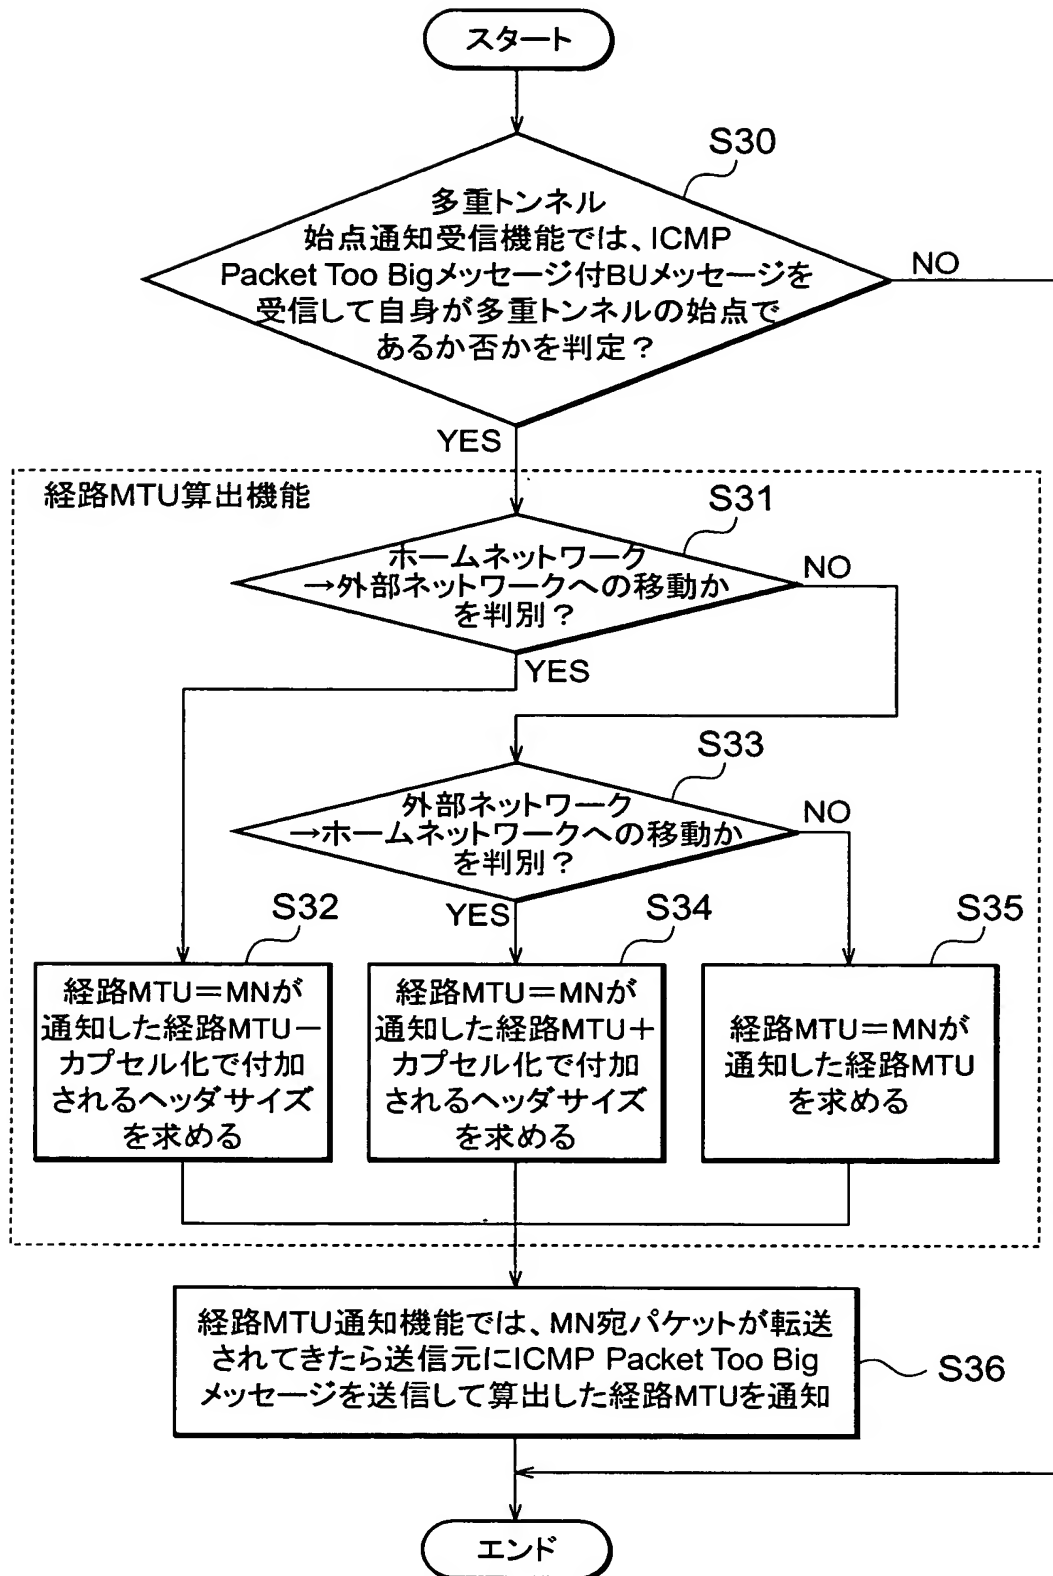 スタート
S30
多重トンネル
始点通知受信機能では、ICMP
Packet Too Bigメッセージ付BUメッセージを
受信して自身が多重トンネルの始点で
あるか否かを判定？
NO
YES
経路MTU算出機能
S31
ホームネットワーク
→外部ネットワークへの移動か
を判別？
NO
YES
S33
外部ネットワーク
→ホームネットワークへの移動か
を判別？
NO
YES
S32
経路MTU＝MNが
通知した経路MTU－
カプセル化で付加
されるヘッダサイズ
を求める
S34
経路MTU＝MNが
通知した経路MTU＋
カプセル化で付加
されるヘッダサイズ
を求める
S35
経路MTU＝MNが
通知した経路MTU
を求める
経路MTU通知機能では、MN宛パケットが転送
されてきたら送信元にICMP Packet Too Big
メッセージを送信して算出した経路MTUを通知
S36
エンド